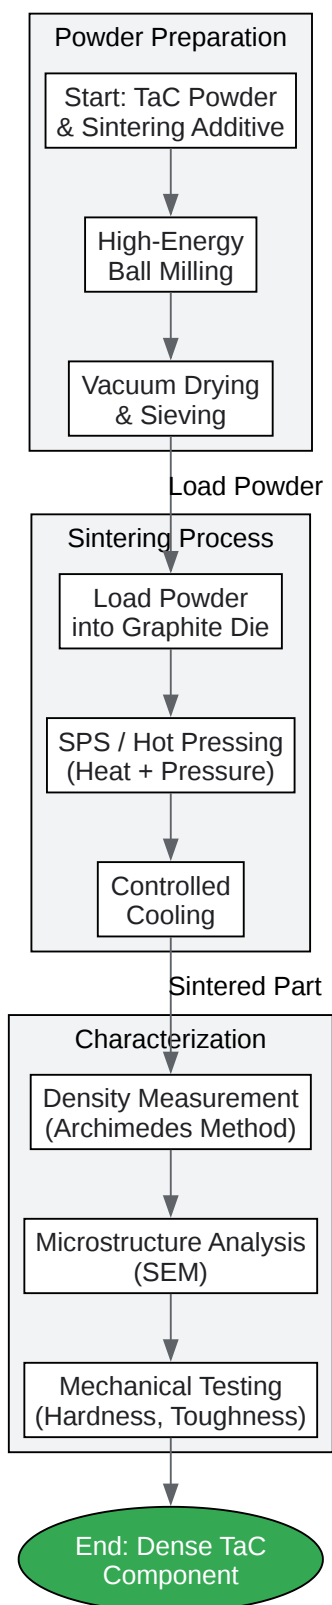 Powder Preparation
Start: TaC Powder
& Sintering Additive
High-Energy
Ball Milling
Vacuum Drying
& Sieving
Load Powder
Sintering Process
Load Powder
into Graphite Die
SPS / Hot Pressing
(Heat + Pressure)
Controlled
Cooling
Sintered Part
Characterization
Density Measurement
(Archimedes Method)
Microstructure Analysis
(SEM)
Mechanical Testing
(Hardness, Toughness)
End: Dense TaC
Component